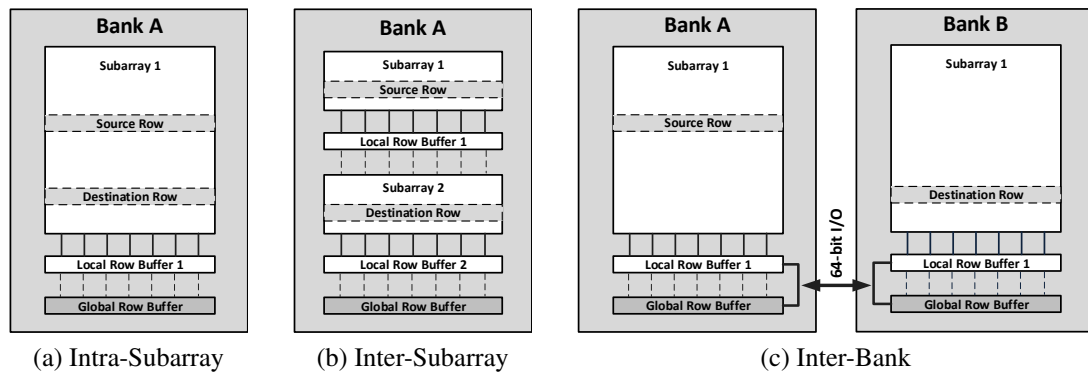 Bank A
Subarray 1
Source Row
Destination Row
Local Row Buffer 1
Global Row Buffer
(a) Intra-Subarray
Bank A
Subarray 1
Source Row
Local Row Buffer 1
Subarray 2
Destination Row
Local Row Buffer 2
Global Row Buffer
(b) Inter-Subarray
Bank A
Subarray 1
Source Row
Local Row Buffer 1
Global Row Buffer
64-bit I/O
Bank B
Subarray 1
Destination Row
Local Row Buffer 1
Global Row Buffer
(c) Inter-Bank